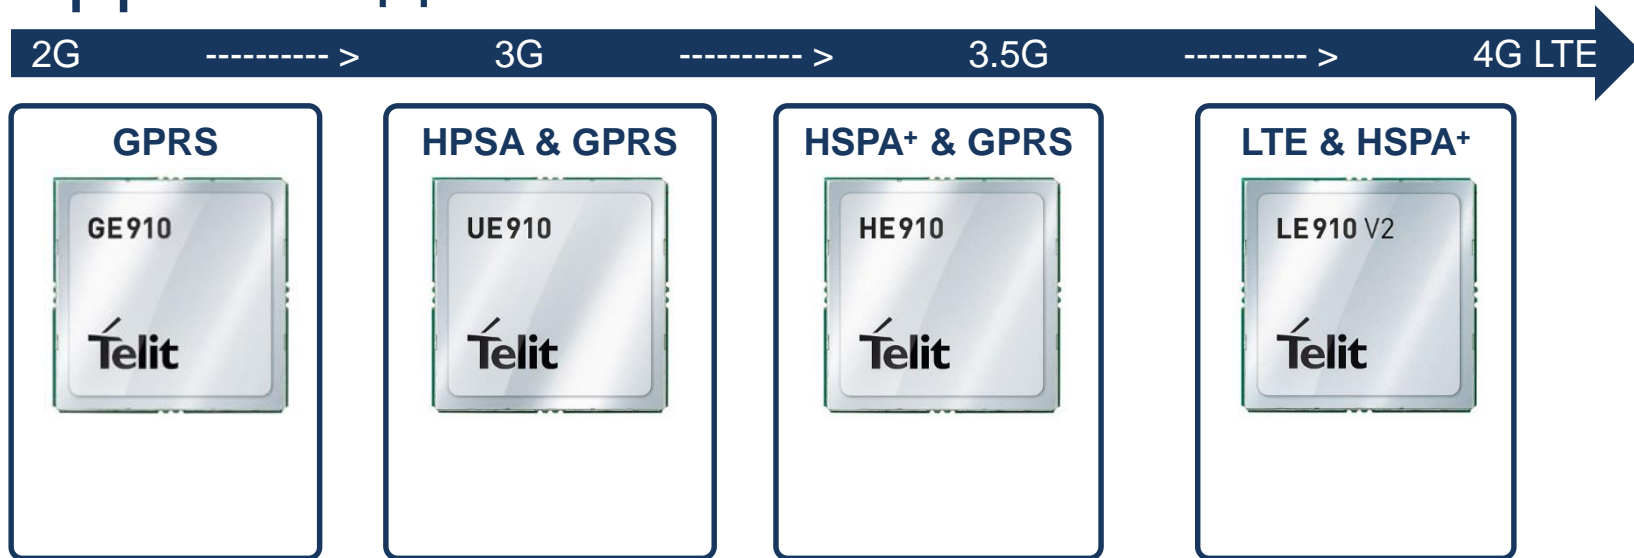 2G ---------- > 3G ---------- > 3.5G ---------- > 4G LTE
GPRS
GE910
Telit
HPSA & GPRS
UE910
Telit
HSPA+ & GPRS
HE910
Telit
LTE & HSPA+
LE910 V2
Telit